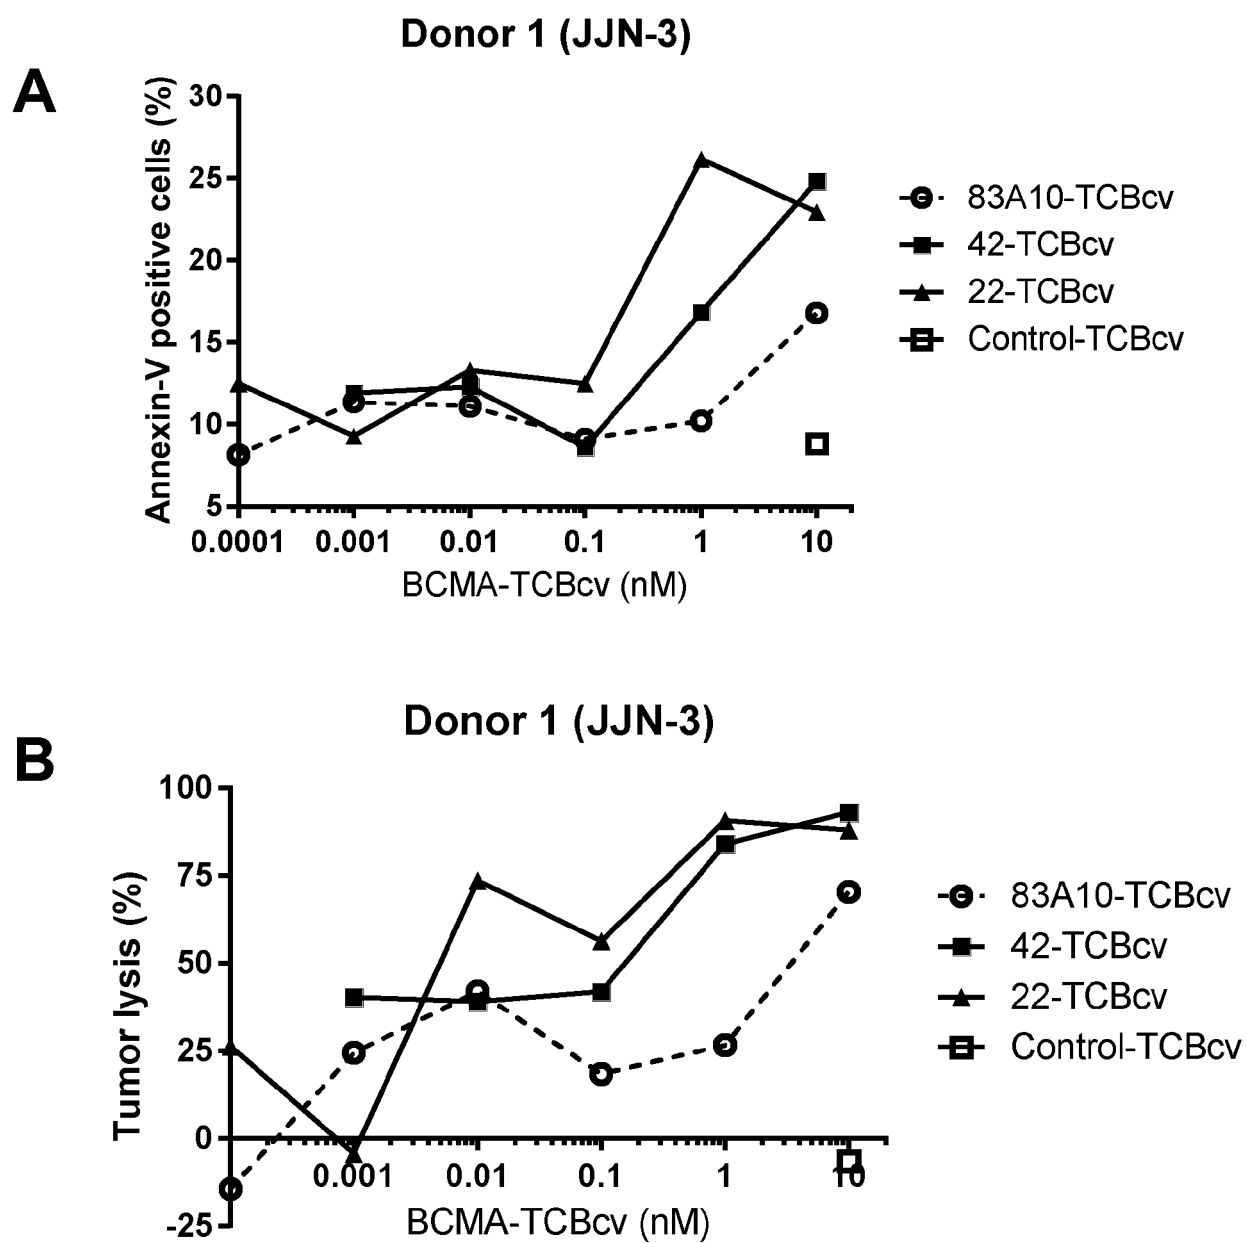 A
Donor 1 (JJN-3)
Annexin-V positive cells (%)
30
25
20
15
10
5
0.0001 0.001 0.01 0.1 1 10
BCMA-TCBcv (nM)
83A10-TCBcv
42-TCBcv
22-TCBcv
Control-TCBcv
B
Donor 1 (JJN-3)
Tumor lysis (%)
100
75
50
25
0
-25
0.001 0.01 0.1 1 10
BCMA-TCBcv (nM)
83A10-TCBcv
42-TCBcv
22-TCBcv
Control-TCBcv